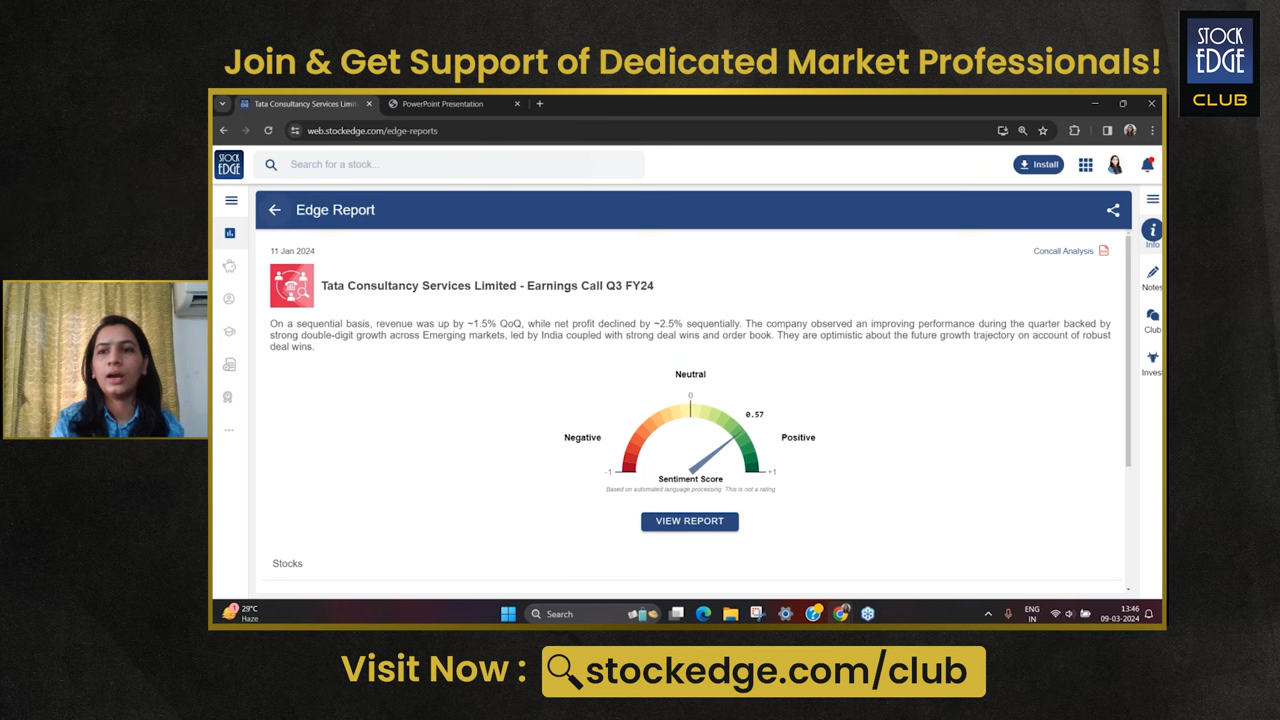 Join & Get Support of Dedicated Market Professionals!
STOCK
EDGE
CLUB
Tata Consultancy Services Limit
PowerPoint Presentation
web.stockedge.com/edge-reports
STOCK
EDGE
Search for a stock...
Install
Edge Report
Info
11 Jan 2024
Concall Analysis
Notes
Tata Consultancy Services Limited - Earnings Call Q3 FY24
On a sequential basis, revenue was up by ~1.5% QoQ, while net profit declined by ~2.5% sequentially. The company observed an improving performance during the quarter backed by
Club
strong double-digit growth across Emerging markets, led by India coupled with strong deal wins and order book. They are optimistic about the future growth trajectory on account of robust
deal wins.
Invest
Neutral
0
0.57
Negative
Positive
-1
+1
Sentiment Score
Based on automated language processing. This is not a rating
VIEW REPORT
Stocks
29°C
Haze
Search
ENG
IN
13:46
09-03-2024
Visit Now : stockedge.com/club